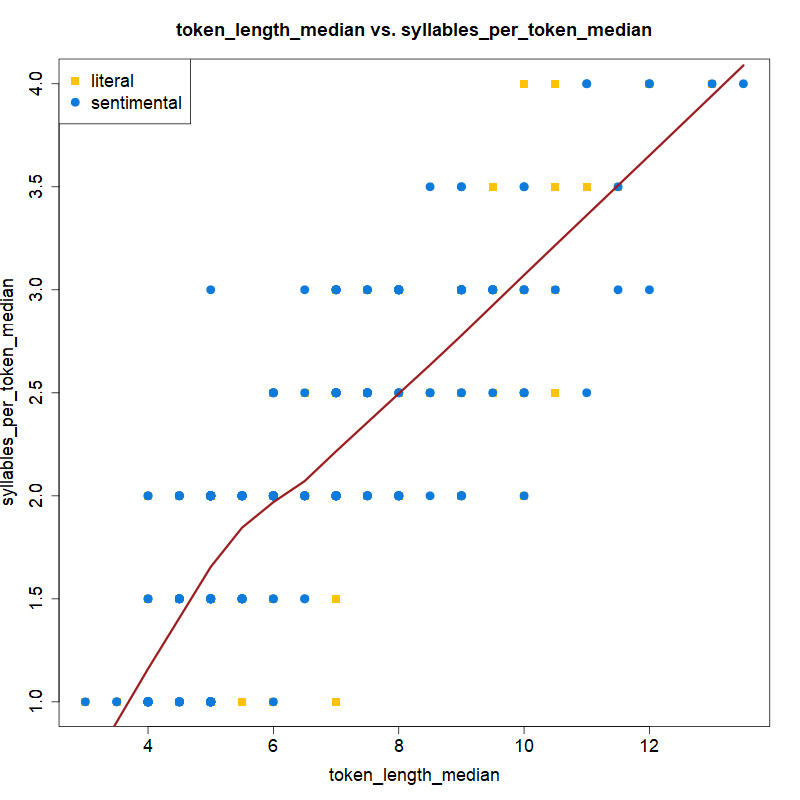 token_length_median vs. syllables_per_token_median
literal
sentimental
syllables_per_token_median
4.0
3.5
3.0
2.5
2.0
1.5
1.0
4 6 8 10 12
token_length_median